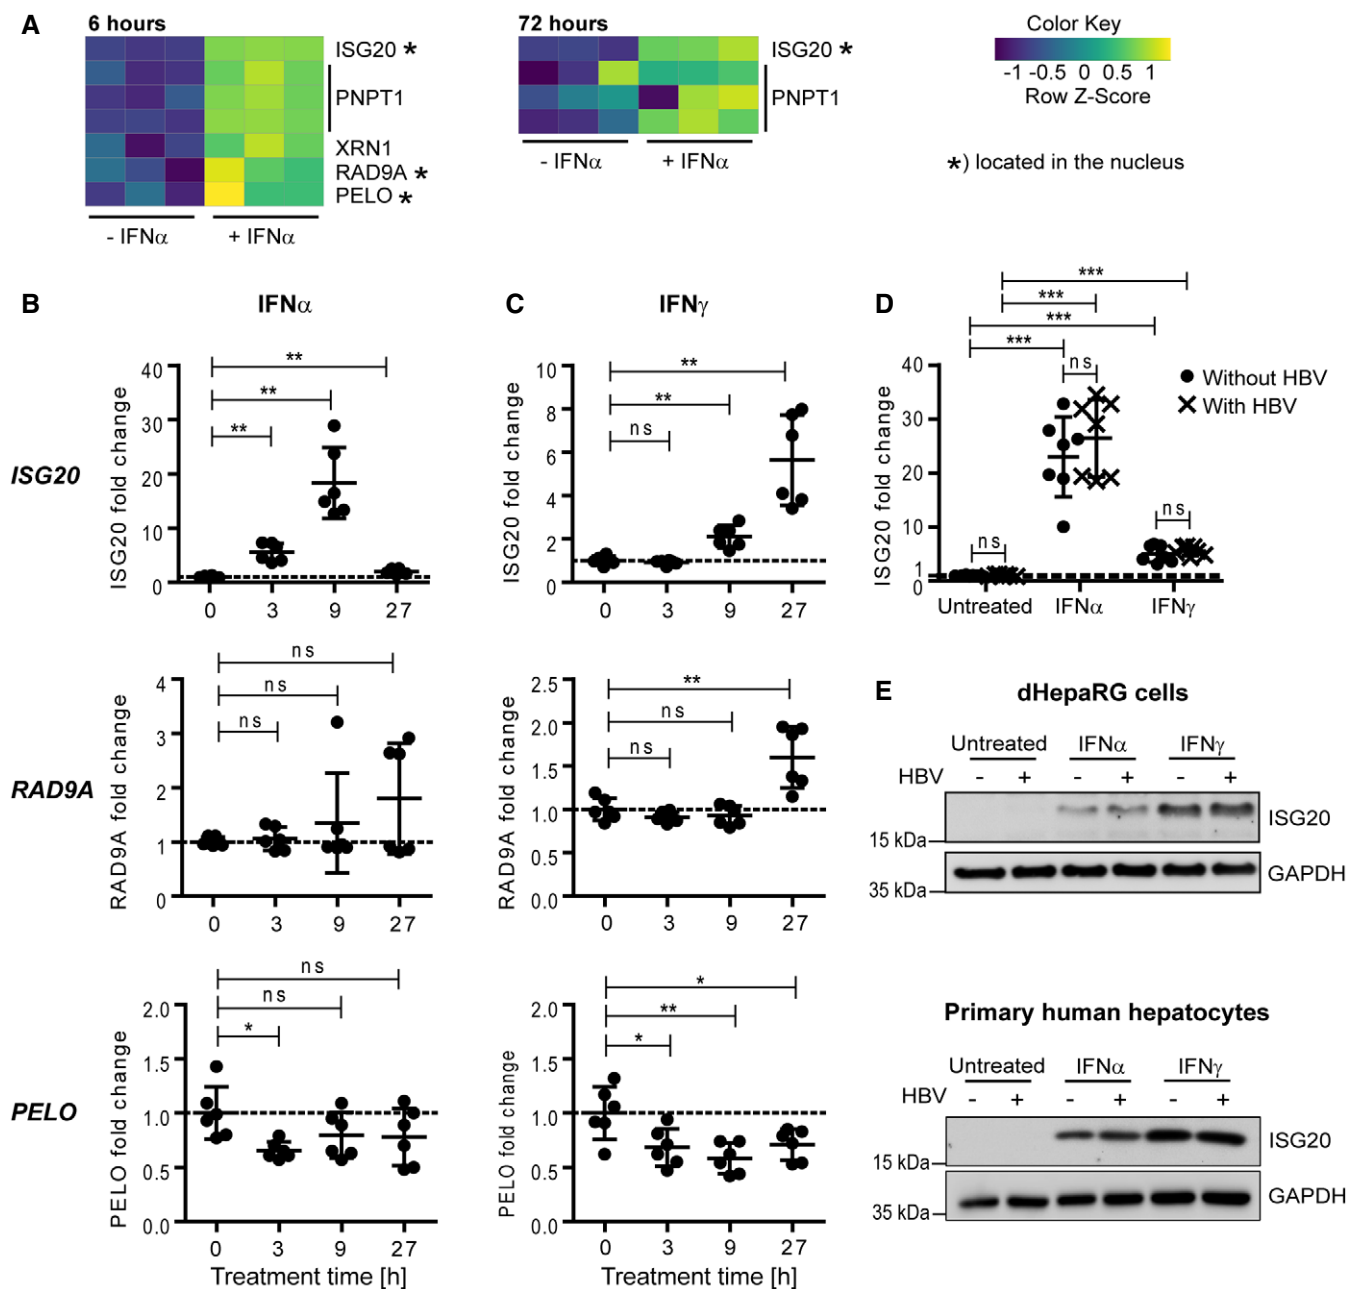 A
6 hours
ISG20 *
PNPT1
XRN1
RAD9A *
PELO *
- IFNα
+ IFNα
72 hours
ISG20 *
PNPT1
- IFNα
+ IFNα
Color Key
-1 -0.5 0 0.5 1
Row Z-Score
*) located in the nucleus
B
IFNα
ISG20
ISG20 fold change
40
30
20
10
0
**
**
**
0 3 9 27
RAD9A
RAD9A fold change
4
3
2
1
0
ns
ns
ns
0 3 9 27
PELO
PELO fold change
2.0
1.5
1.0
0.5
0.0
ns
ns
*
0 3 9 27
Treatment time [h]
C
IFNγ
ISG20 fold change
10
8
6
4
2
0
**
**
ns
0 3 9 27
RAD9A fold change
2.5
2.0
1.5
1.0
0.5
0.0
**
ns
ns
0 3 9 27
PELO fold change
2.0
1.5
1.0
0.5
0.0
*
**
*
0 3 9 27
Treatment time [h]
D
***
***
***
***
ns
ns
ns
ISG20 fold change
40
30
20
10
1
0
Untreated IFNα IFNγ
Without HBV
With HBV
E
dHepaRG cells
Untreated IFNα IFNγ
HBV - + - + - +
ISG20
15 kDa
GAPDH
35 kDa
Primary human hepatocytes
Untreated IFNα IFNγ
HBV - + - + - +
ISG20
15 kDa
GAPDH
35 kDa